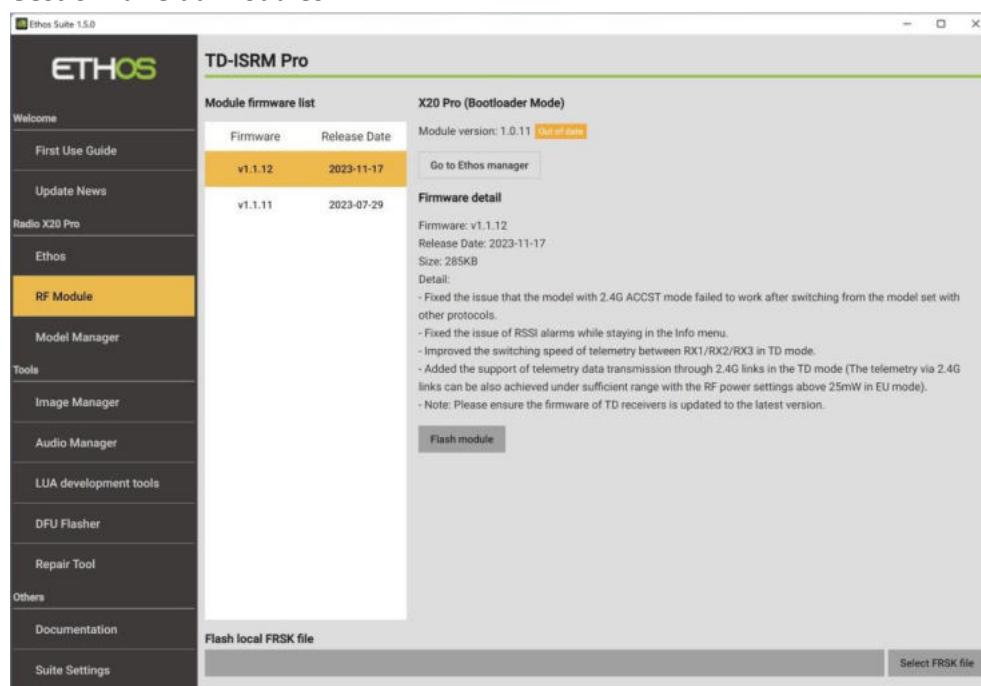 Ethos Suite 1.5.0
ETHOS
Welcome
First Use Guide
Update News
Radio X20 Pro
Ethos
RF Module
Model Manager
Tools
Image Manager
Audio Manager
LUA development tools
DFU Flasher
Repair Tool
Others
Documentation
Suite Settings
TD-ISRM Pro
Module firmware list
Firmware Release Date
v1.1.12 2023-11-17
v1.1.11 2023-07-29
X20 Pro (Bootloader Mode)
Module version: 1.0.11 Out of date
Go to Ethos manager
Firmware detail
Firmware: v1.1.12
Release Date: 2023-11-17
Size: 285KB
Detail:
- Fixed the issue that the model with 2.4G ACCST mode failed to work after switching from the model set with
other protocols.
- Fixed the issue of RSSI alarms while staying in the Info menu.
- Improved the switching speed of telemetry between RX1/RX2/RX3 in TD mode.
- Added the support of telemetry data transmission through 2.4G links in the TD mode (The telemetry via 2.4G
links can be also achieved under sufficient range with the RF power settings above 25mW in EU mode).
- Note: Please ensure the firmware of TD receivers is updated to the latest version.
Flash module
Flash local FRSK file
Select FRSK file